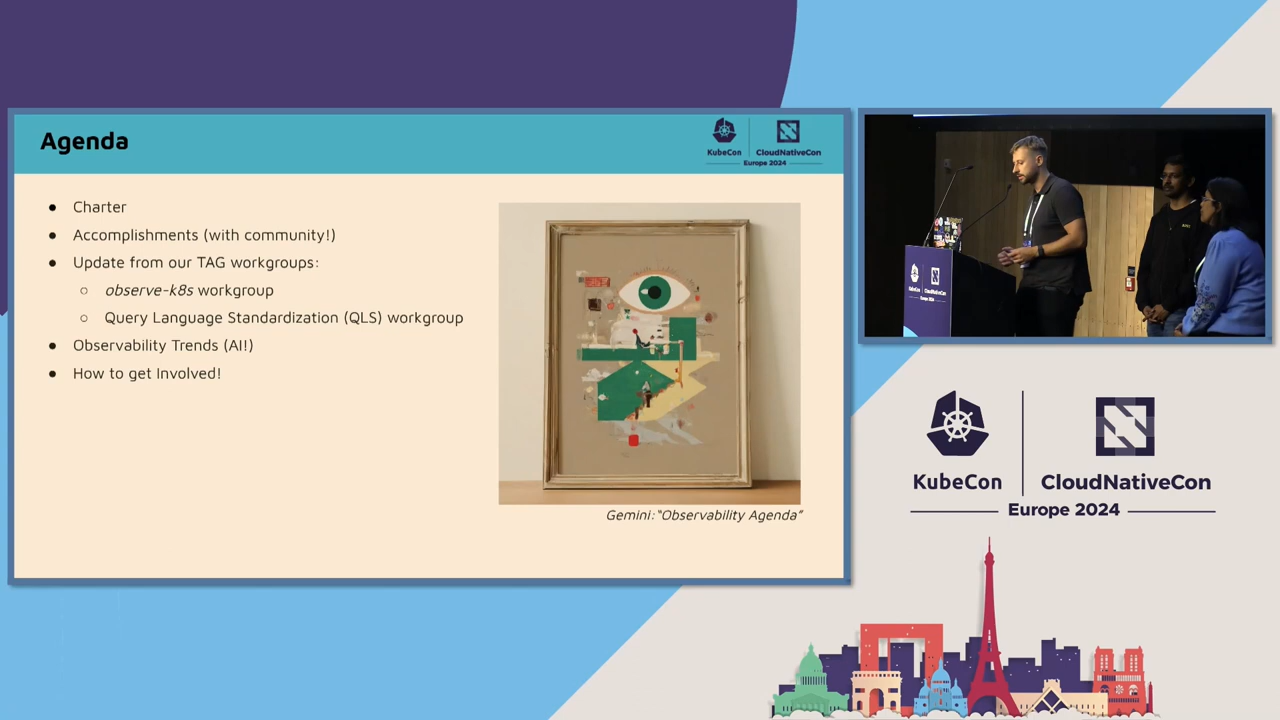 Agenda
KubeCon
CloudNativeCon
Europe 2024
● Charter
● Accomplishments (with community!)
● Update from our TAG workgroups:
○ observe-k8s workgroup
○ Query Language Standardization (QLS) workgroup
● Observability Trends (AI!)
● How to get Involved!
Gemini:“Observability Agenda”
KubeCon
CloudNativeCon
Europe 2024